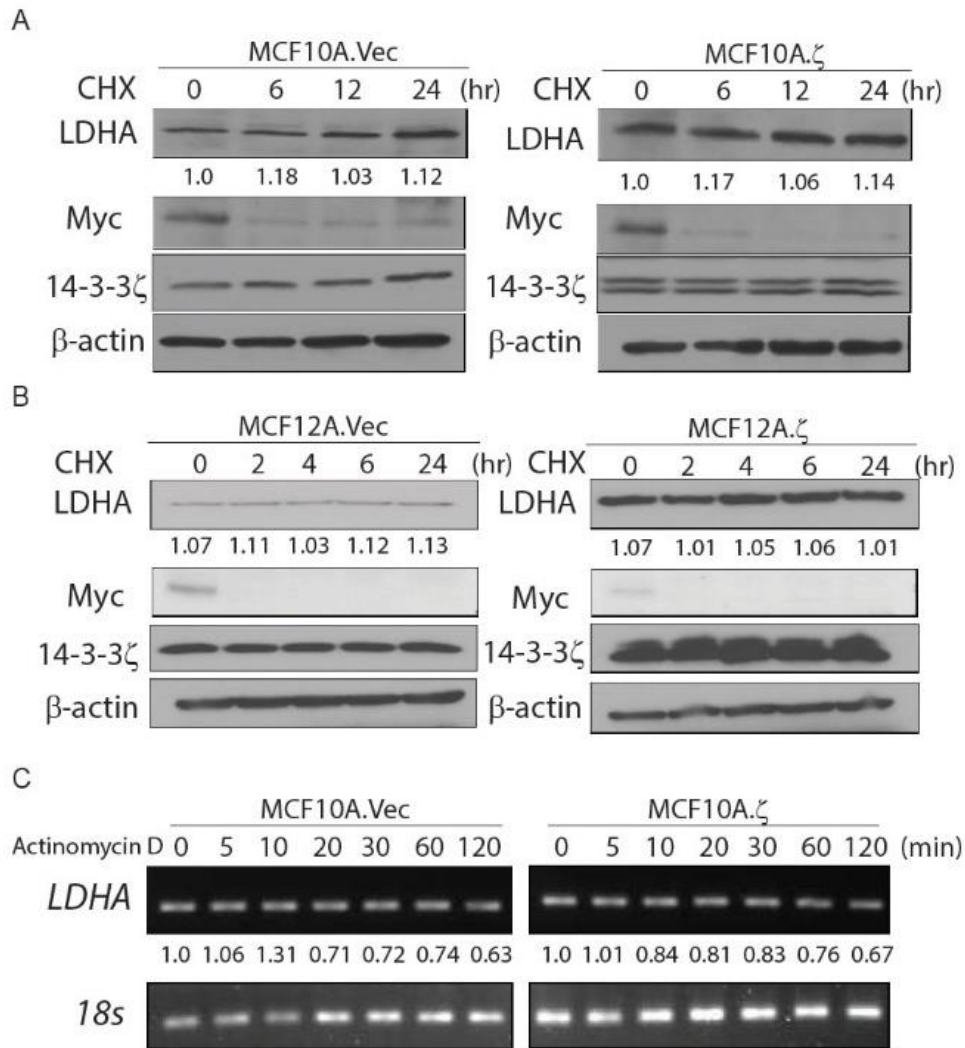 A
MCF10A.Vec MCF10A.ζ
CHX 0 6 12 24 (hr) CHX 0 6 12 24 (hr)
LDHA LDHA
1.0 1.18 1.03 1.12 1.0 1.17 1.06 1.14
Myc Myc
14-3-3ζ 14-3-3ζ
β-actin β-actin
B
MCF12A.Vec MCF12A.ζ
CHX 0 2 4 6 24 (hr) CHX 0 2 4 6 24 (hr)
LDHA LDHA
1.07 1.11 1.03 1.12 1.13 1.07 1.01 1.05 1.06 1.01
Myc Myc
14-3-3ζ 14-3-3ζ
β-actin β-actin
C
MCF10A.Vec MCF10A.ζ
Actinomycin D 0 5 10 20 30 60 120 0 5 10 20 30 60 120 (min)
LDHA
1.0 1.06 1.31 0.71 0.72 0.74 0.63 1.0 1.01 0.84 0.81 0.83 0.76 0.67
18s